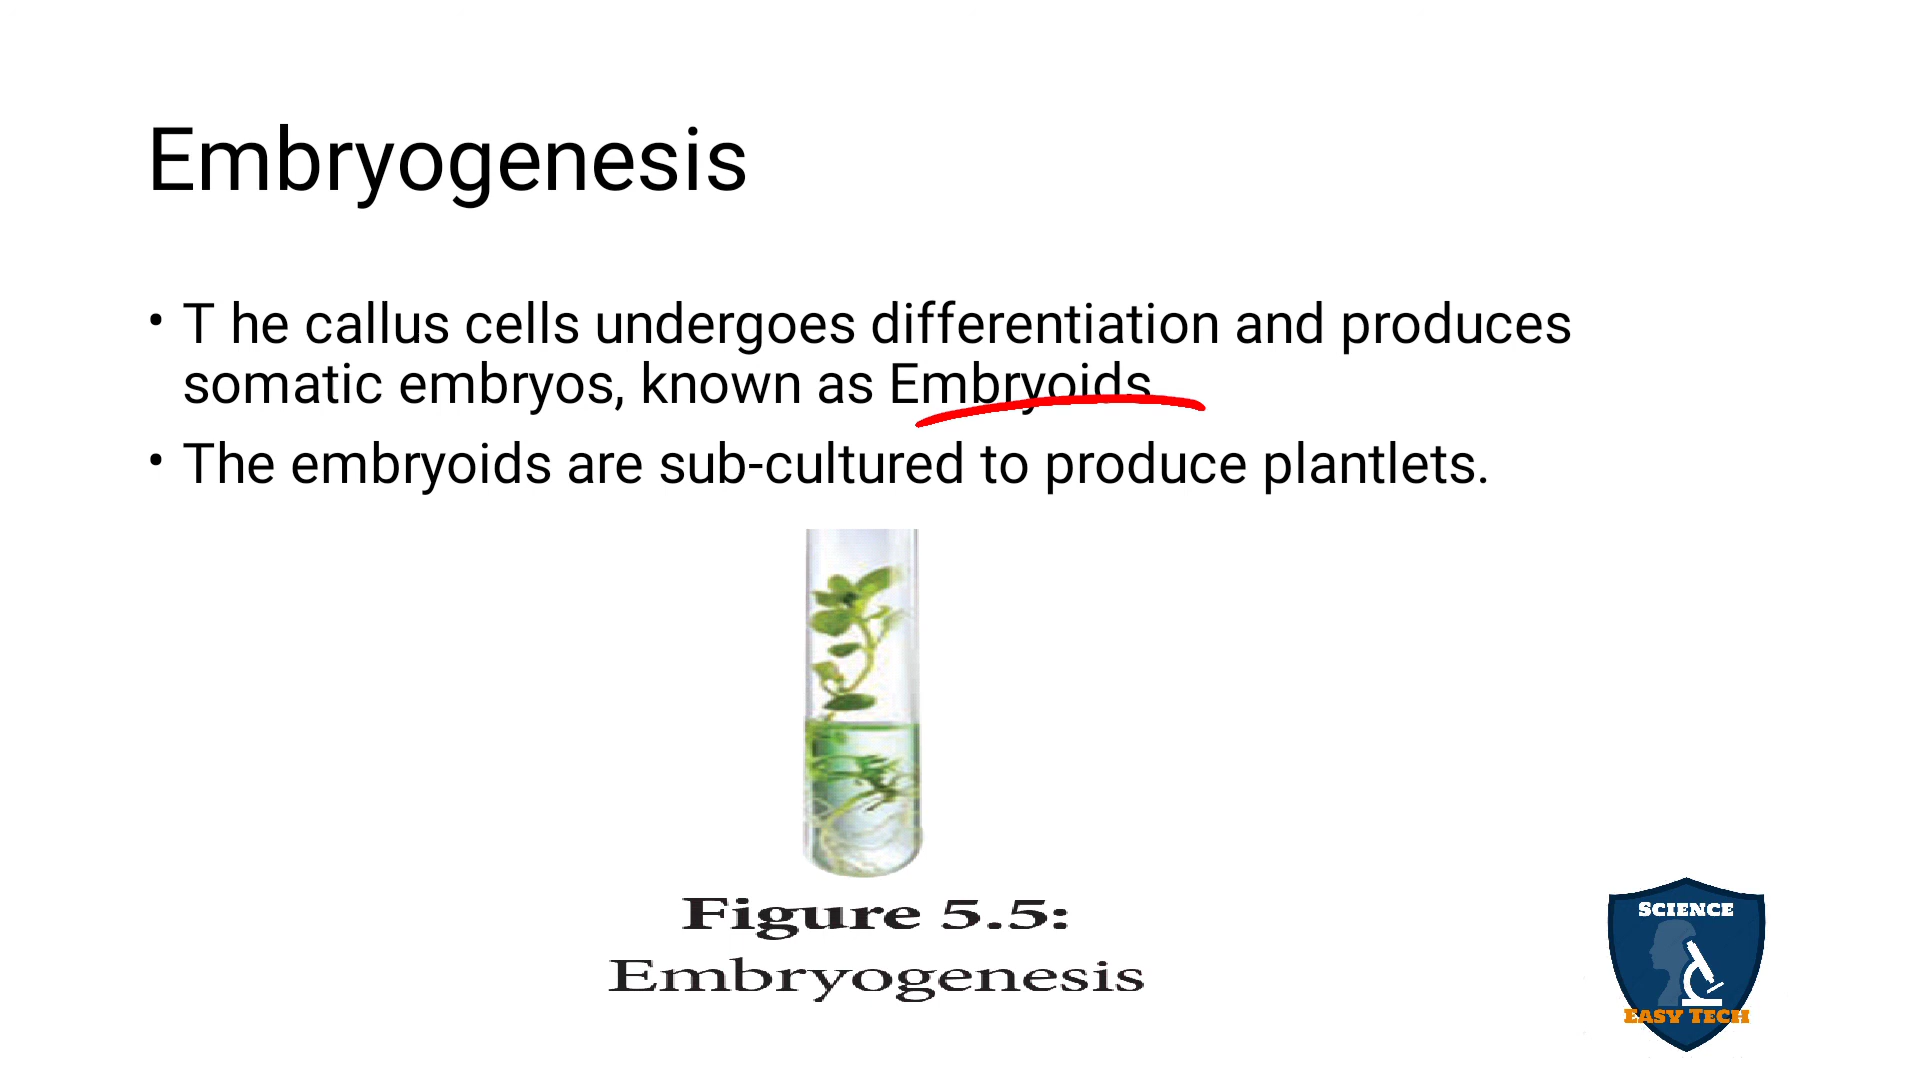 Embryogenesis
• T he callus cells undergoes differentiation and produces
somatic embryos, known as Embryoids
• The embryoids are sub-cultured to produce plantlets.
Figure 5.5:
Embryogenesis
SCIENCE
EASY TECH